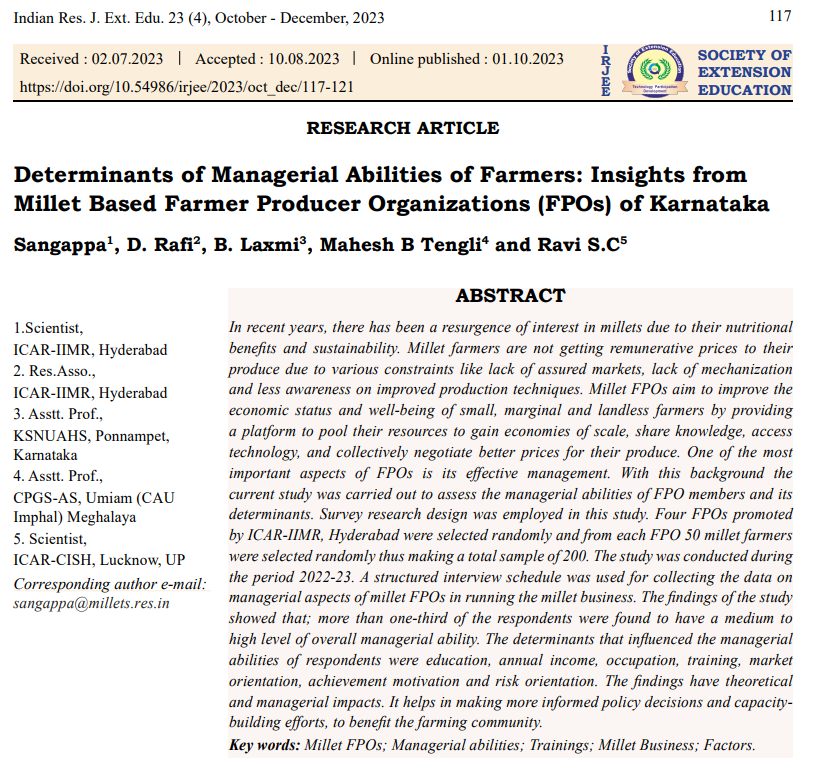 Indian Res. J. Ext. Edu. 23 (4), October - December, 2023
117
Received : 02.07.2023 | Accepted : 10.08.2023 | Online published : 01.10.2023
https://doi.org/10.54986/irjee/2023/oct_dec/117-121
IRJEE
Society of Extension Education
Technology Participation
Development
SOCIETY OF
EXTENSION
EDUCATION
RESEARCH ARTICLE
Determinants of Managerial Abilities of Farmers: Insights from
Millet Based Farmer Producer Organizations (FPOs) of Karnataka
Sangappa1, D. Rafi2, B. Laxmi3, Mahesh B Tengli4 and Ravi S.C5
1.Scientist,
ICAR-IIMR, Hyderabad
2. Res.Asso.,
ICAR-IIMR, Hyderabad
3. Asstt. Prof.,
KSNUAHS, Ponnampet,
Karnataka
4. Asstt. Prof.,
CPGS-AS, Umiam (CAU
Imphal) Meghalaya
5. Scientist,
ICAR-CISH, Lucknow, UP
Corresponding author e-mail:
sangappa@millets.res.in
ABSTRACT
In recent years, there has been a resurgence of interest in millets due to their nutritional
benefits and sustainability. Millet farmers are not getting remunerative prices to their
produce due to various constraints like lack of assured markets, lack of mechanization
and less awareness on improved production techniques. Millet FPOs aim to improve the
economic status and well-being of small, marginal and landless farmers by providing
a platform to pool their resources to gain economies of scale, share knowledge, access
technology, and collectively negotiate better prices for their produce. One of the most
important aspects of FPOs is its effective management. With this background the
current study was carried out to assess the managerial abilities of FPO members and its
determinants. Survey research design was employed in this study. Four FPOs promoted
by ICAR-IIMR, Hyderabad were selected randomly and from each FPO 50 millet farmers
were selected randomly thus making a total sample of 200. The study was conducted during
the period 2022-23. A structured interview schedule was used for collecting the data on
managerial aspects of millet FPOs in running the millet business. The findings of the study
showed that; more than one-third of the respondents were found to have a medium to
high level of overall managerial ability. The determinants that influenced the managerial
abilities of respondents were education, annual income, occupation, training, market
orientation, achievement motivation and risk orientation. The findings have theoretical
and managerial impacts. It helps in making more informed policy decisions and capacity-
building efforts, to benefit the farming community.
Key words: Millet FPOs; Managerial abilities; Trainings; Millet Business; Factors.